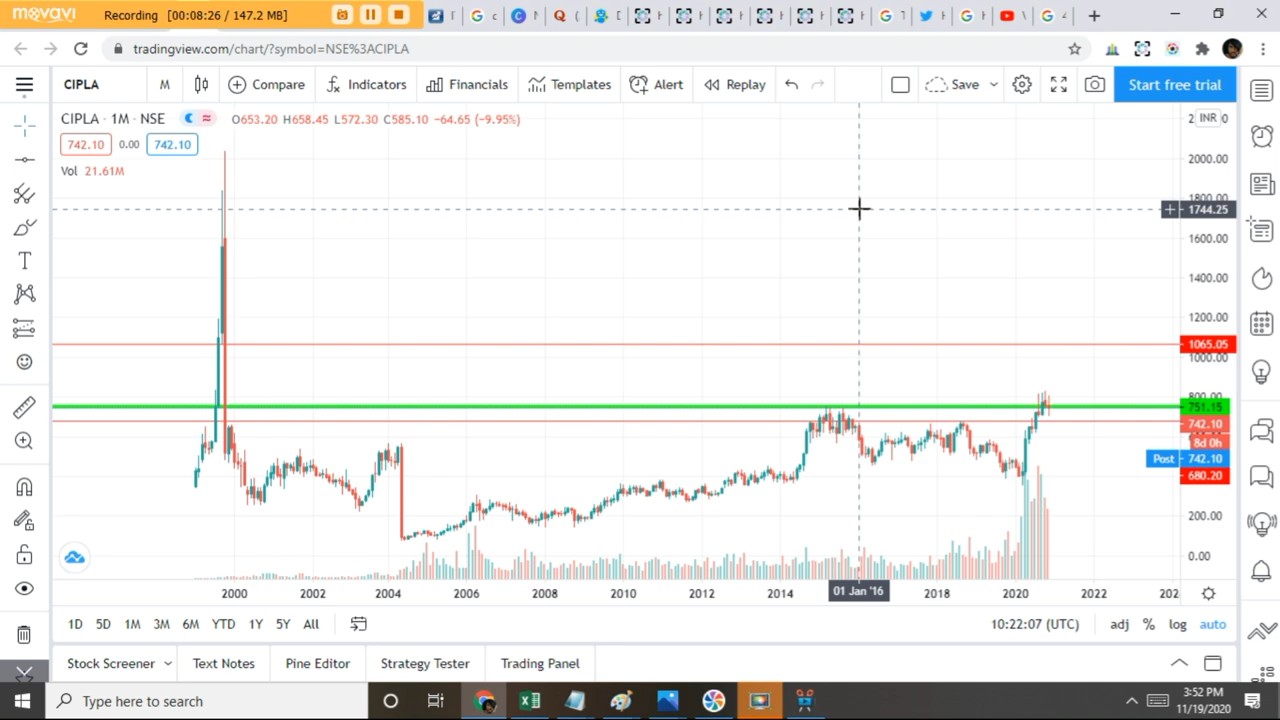 movavi Recording [00:08:26 / 147.2 MB]
tradingview.com/chart/?symbol=NSE%3ACIPLA
CIPLA M Compare Indicators Financials Templates Alert Replay Save Start free trial
CIPLA · 1M · NSE O653.20 H658.45 L572.30 C585.10 −64.65 (−9.95%) INR
742.10 0.00 742.10
Vol 21.61M
2000.00
1800.00
1744.25
1600.00
1400.00
1200.00
1065.05
1000.00
800.00
751.15
742.10
8d 0h
Post 742.10
680.20
200.00
0.00
2000 2002 2004 2006 2008 2010 2012 2014 01 Jan '16 2018 2020 2022
1D 5D 1M 3M 6M YTD 1Y 5Y All 10:22:07 (UTC) adj % log auto
Stock Screener Text Notes Pine Editor Strategy Tester Trading Panel
Type here to search
3:52 PM
11/19/2020